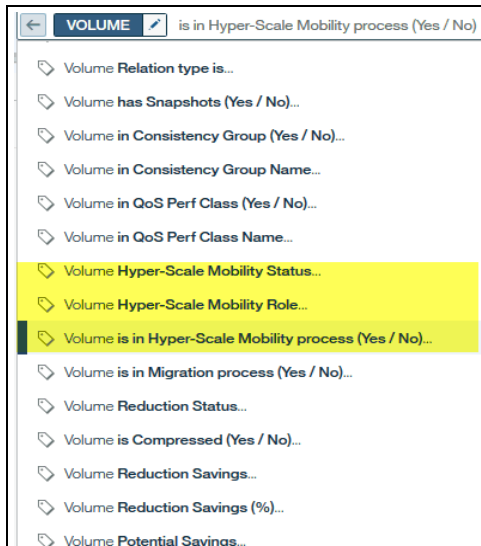 VOLUME is in Hyper-Scale Mobility process (Yes / No)
Volume Relation type is...
Volume has Snapshots (Yes / No)...
Volume in Consistency Group (Yes / No)...
Volume in Consistency Group Name...
Volume in QoS Perf Class (Yes / No)...
Volume in QoS Perf Class Name...
Volume Hyper-Scale Mobility Status...
Volume Hyper-Scale Mobility Role...
Volume is in Hyper-Scale Mobility process (Yes / No)...
Volume is in Migration process (Yes / No)...
Volume Reduction Status...
Volume is Compressed (Yes / No)...
Volume Reduction Savings...
Volume Reduction Savings (%)...
Volume Potential Savings...